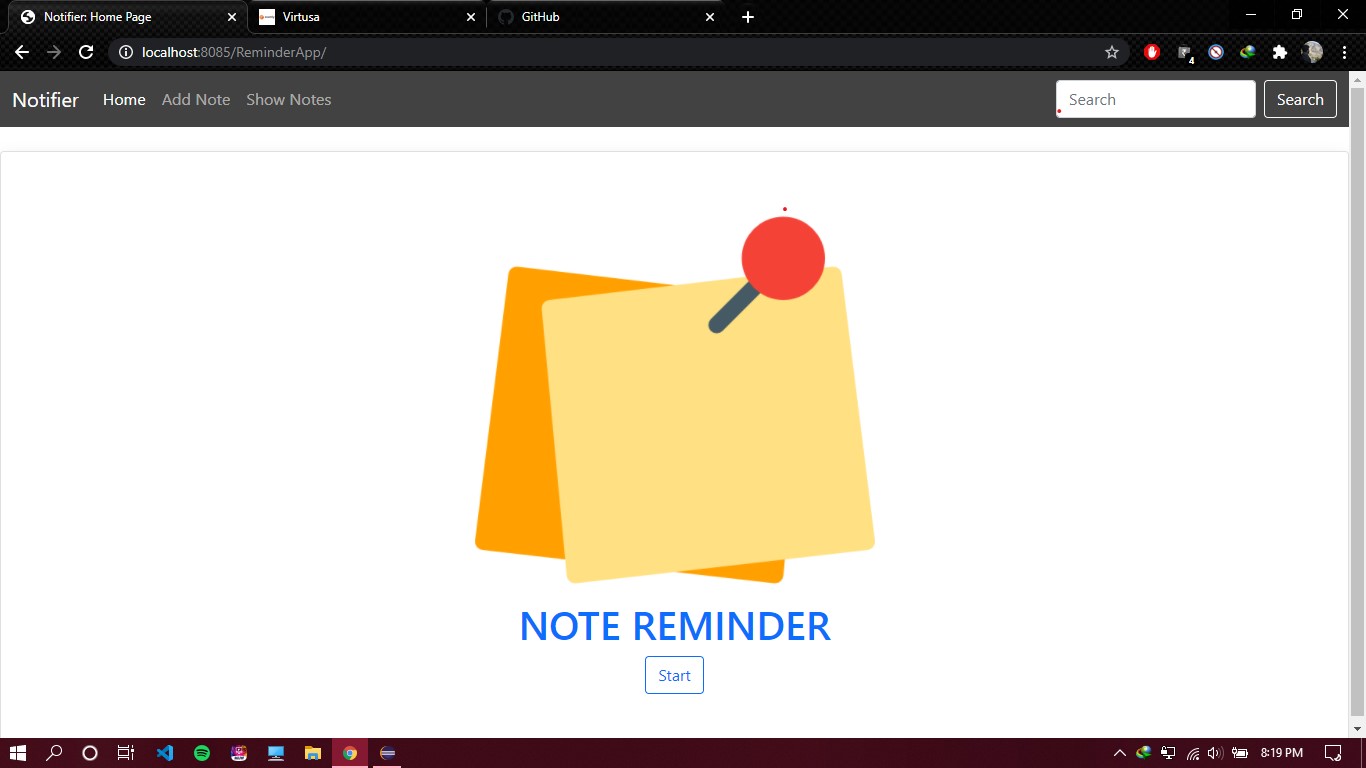 Notifier: Home Page
Virtusa
GitHub
localhost:8085/ReminderApp/
4
Notifier Home Add Note Show Notes Search Search
NOTE REMINDER
Start
8:19 PM